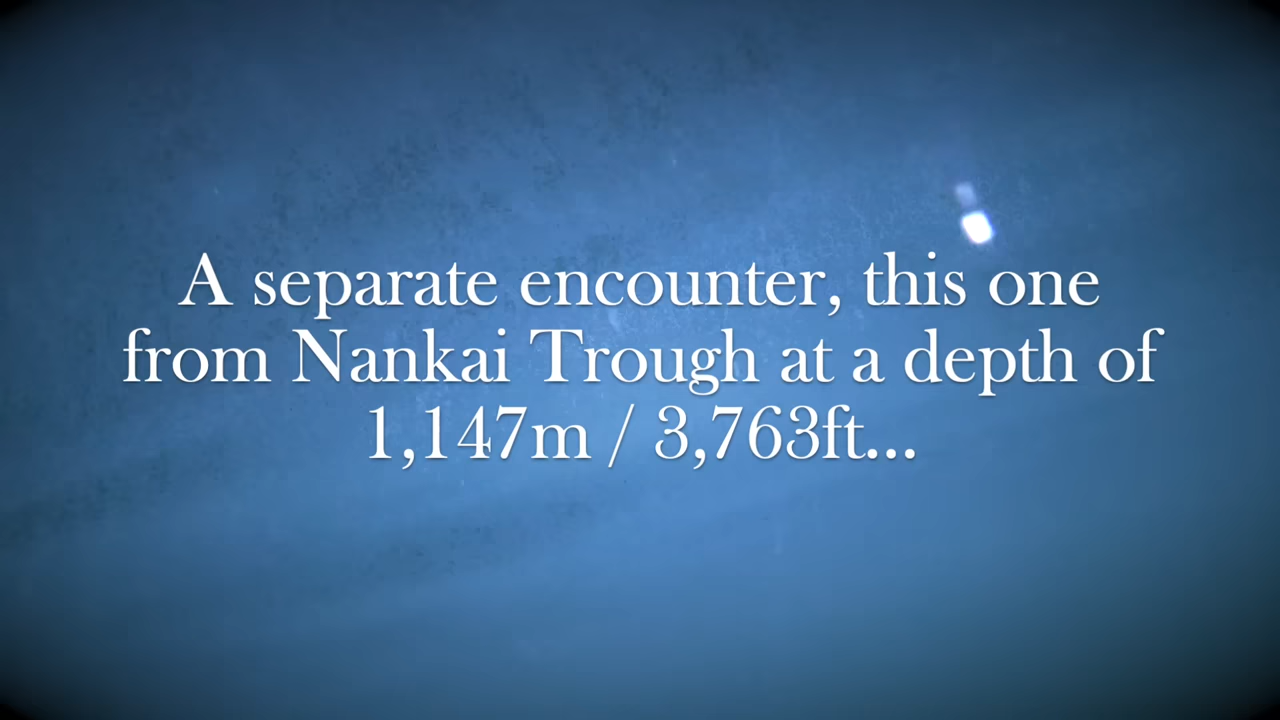 A separate encounter, this one
from Nankai Trough at a depth of
1,147m / 3,763ft...